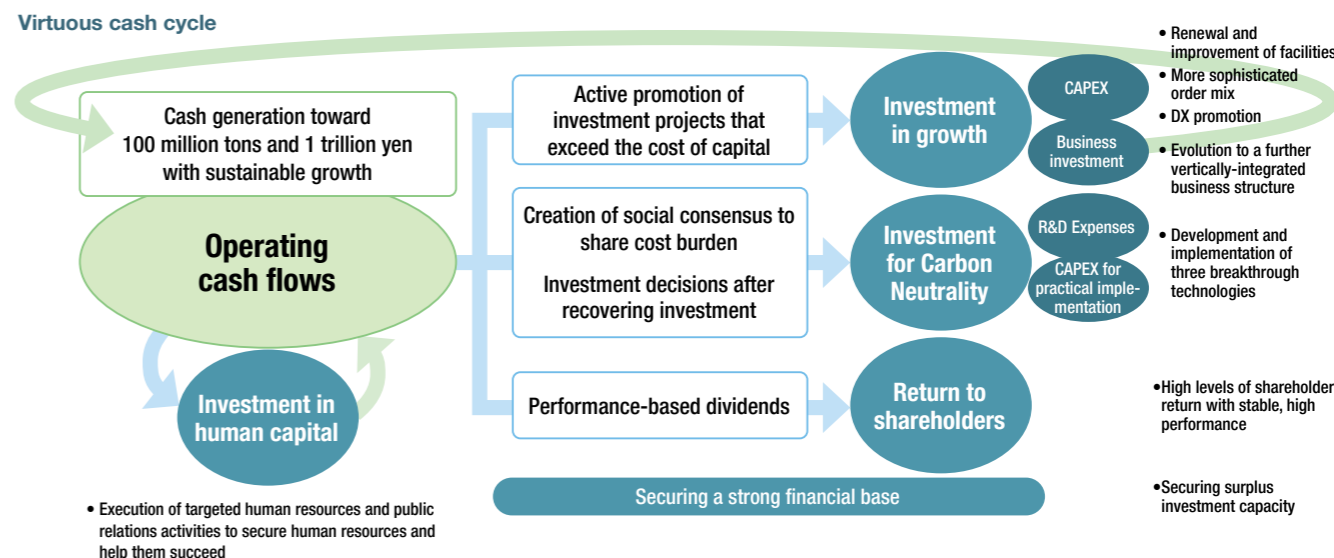 Virtuous cash cycle
Cash generation toward
100 million tons and 1 trillion yen
with sustainable growth
Operating
cash flows
Investment in
human capital
• Execution of targeted human resources and public
relations activities to secure human resources and
help them succeed
Active promotion of
investment projects that
exceed the cost of capital
Investment
in growth
CAPEX
Business
investment
• Renewal and
improvement of facilities
• More sophisticated
order mix
• DX promotion
• Evolution to a further
vertically-integrated
business structure
Creation of social consensus to
share cost burden
Investment decisions after
recovering investment
Investment
for Carbon
Neutrality
R&D Expenses
CAPEX for
practical imple-
mentation
• Development and
implementation of
three breakthrough
technologies
Performance-based dividends
Return to
shareholders
•High levels of shareholder
return with stable, high
performance
Securing a strong financial base
•Securing surplus
investment capacity